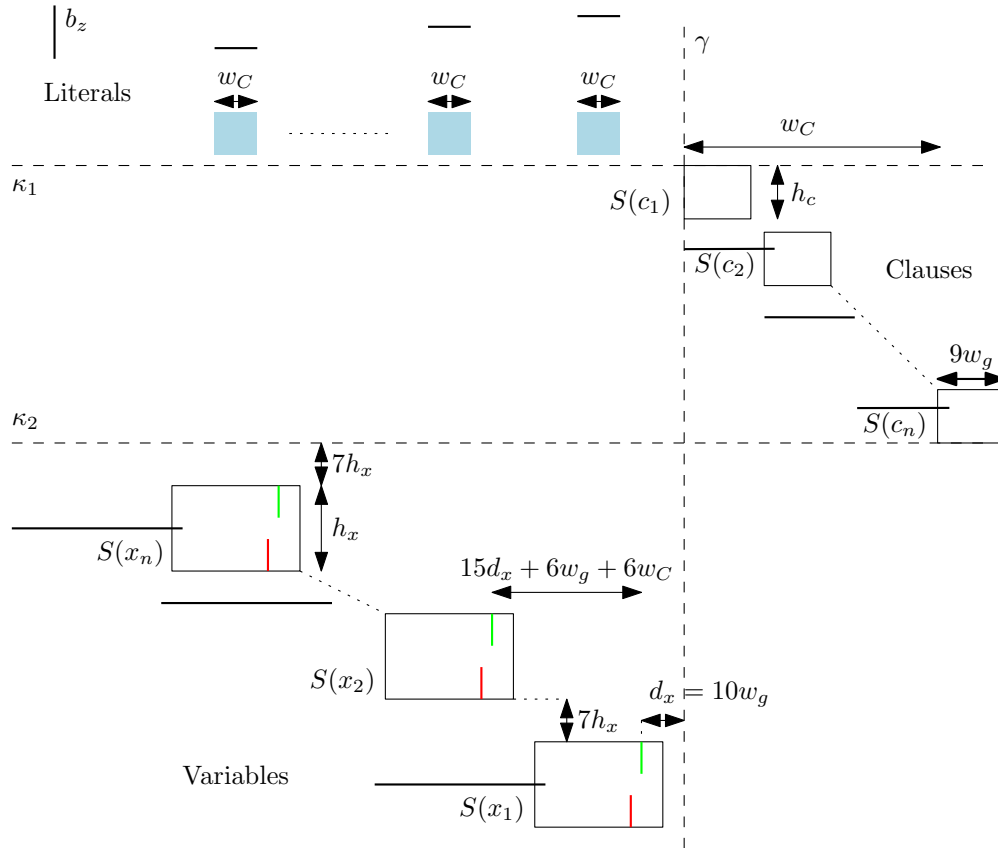 b_z
γ
w_C
w_C
w_C
Literals
w_C
κ_1
S(c_1)
h_c
S(c_2)
Clauses
9w_g
κ_2
S(c_n)
7h_x
h_x
S(x_n)
15d_x + 6w_g + 6w_C
S(x_2)
d_x = 10w_g
7h_x
Variables
S(x_1)